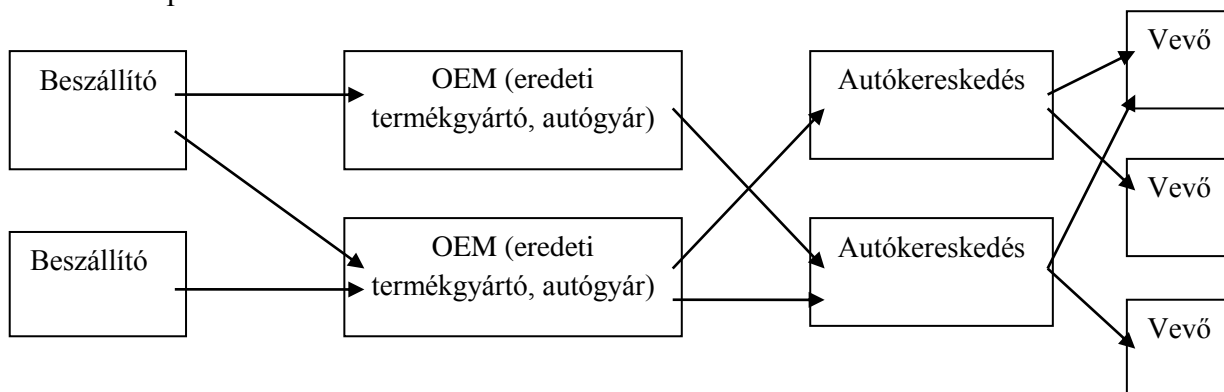 Vevő
Beszállító
OEM (eredeti
termékgyártó, autógyár)
Autókereskedés
Vevő
Beszállító
OEM (eredeti
termékgyártó, autógyár)
Autókereskedés
Vevő